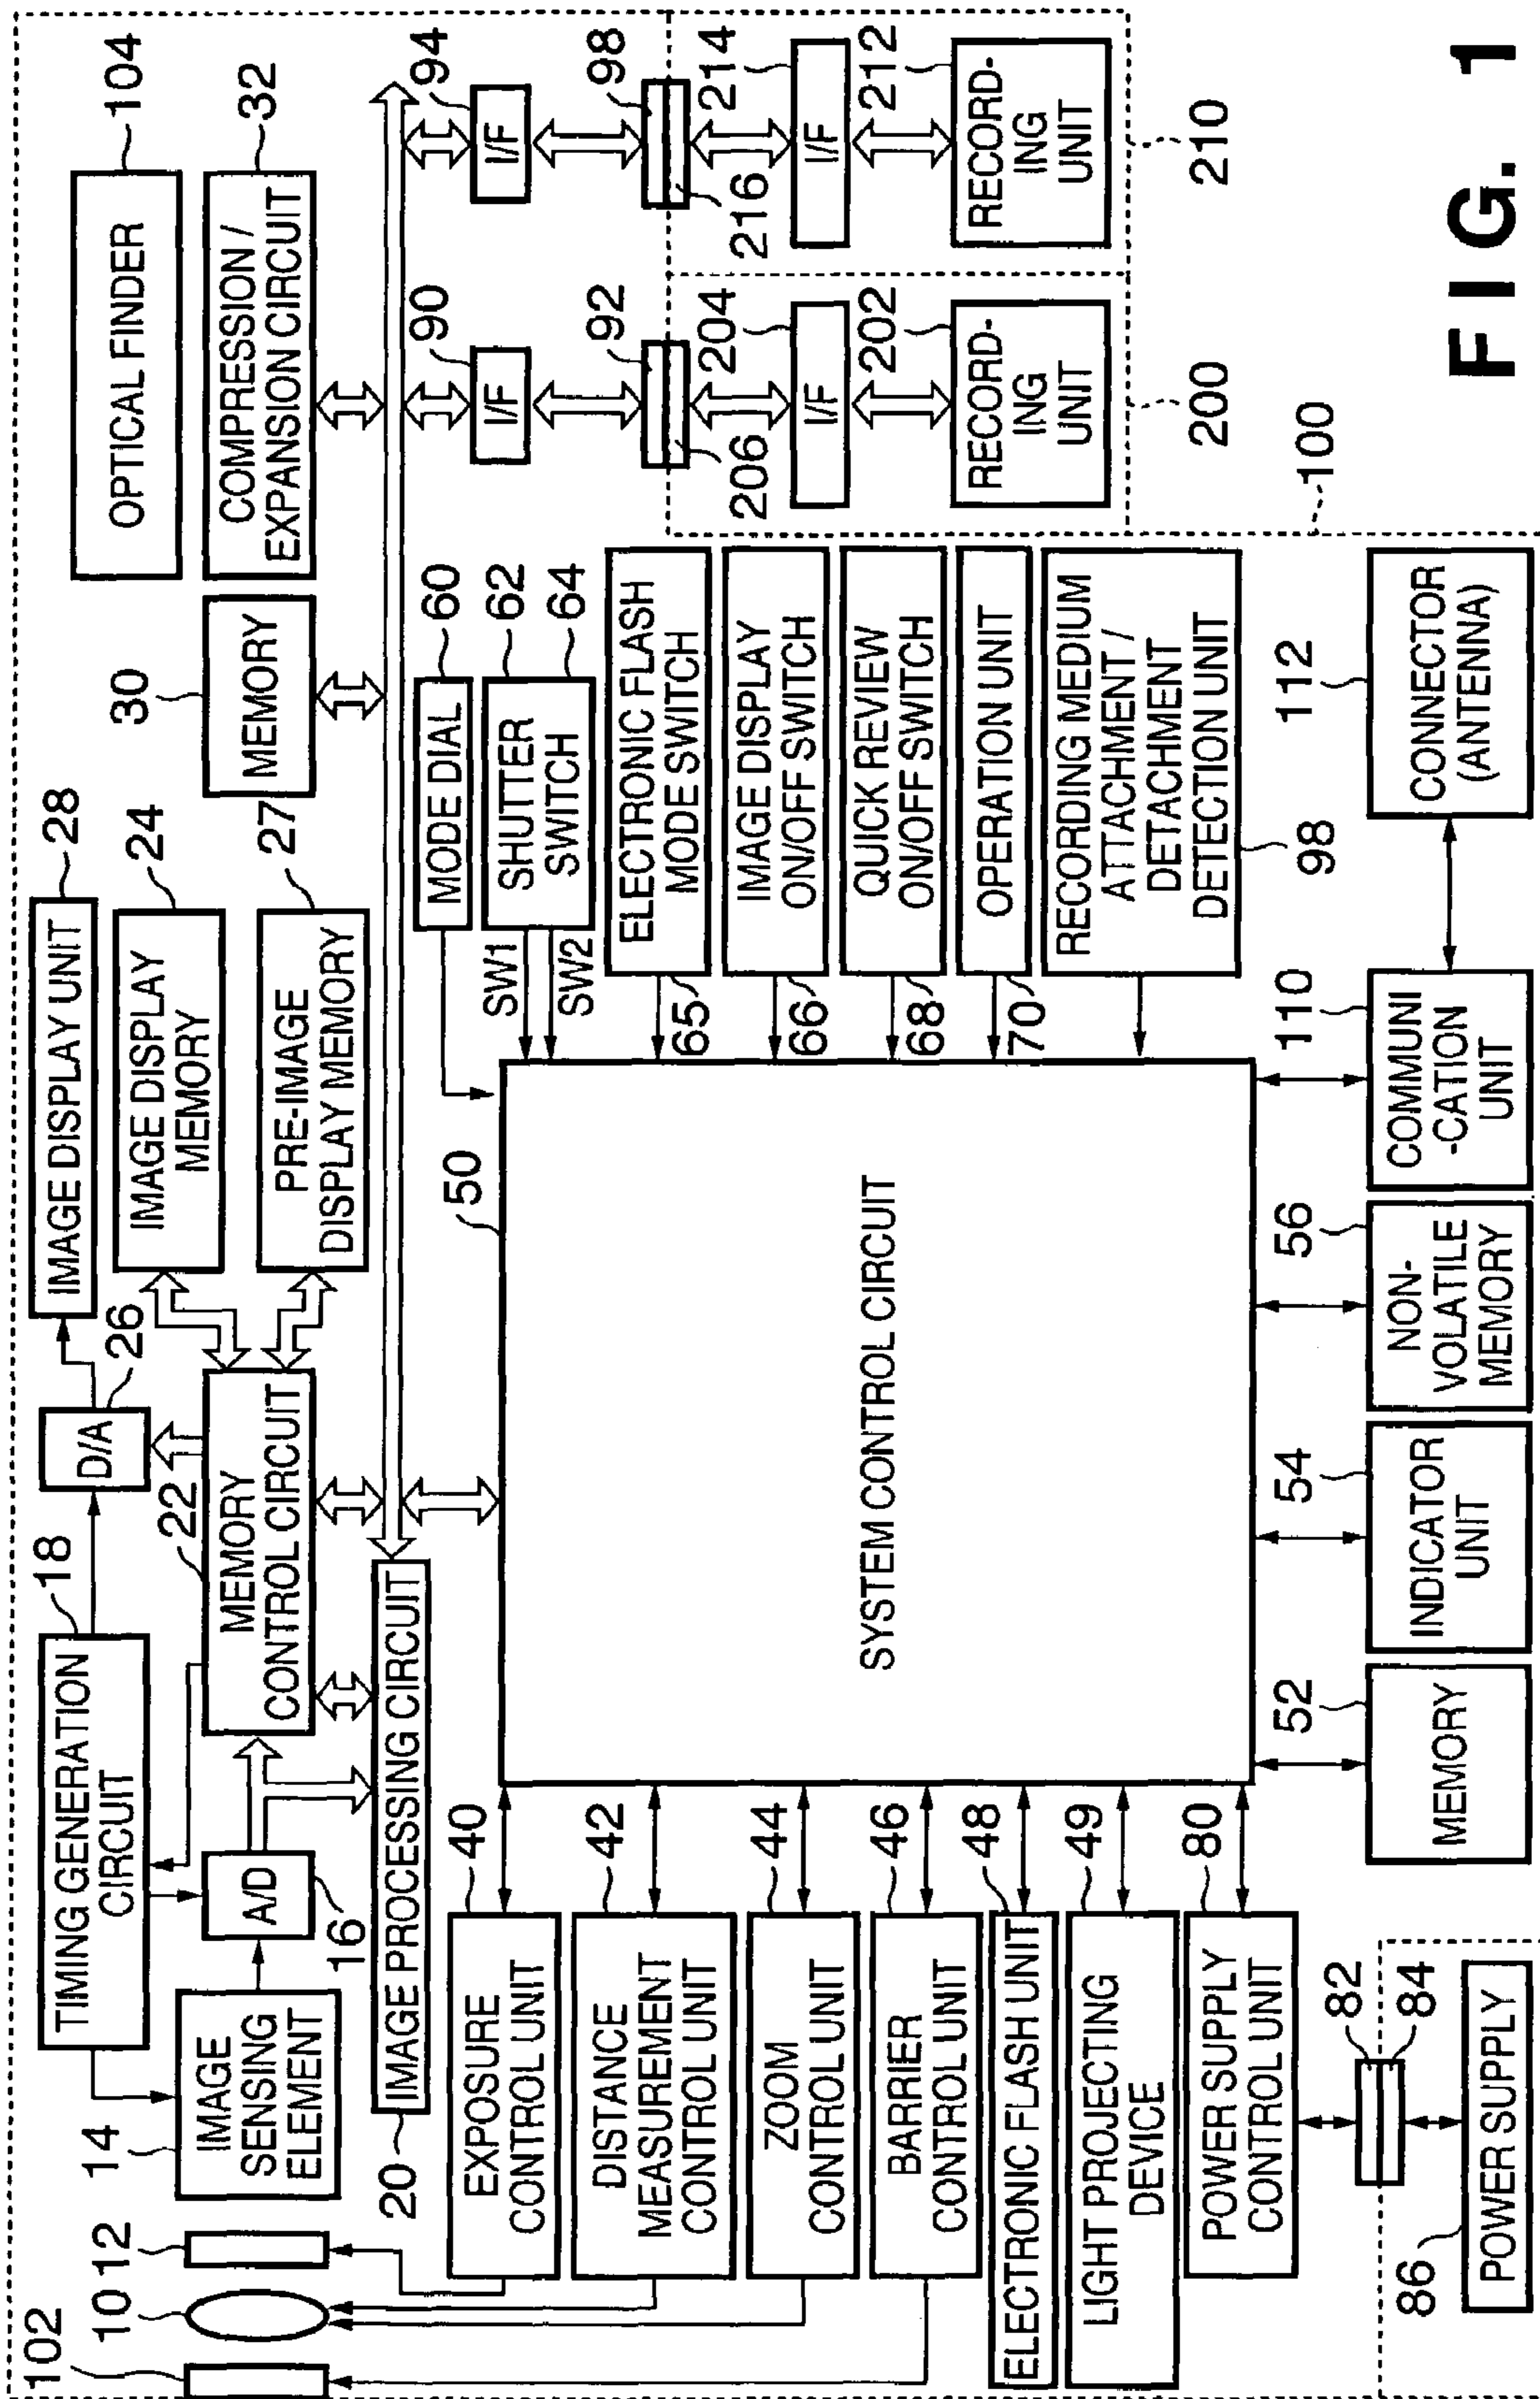 102
10
12
14
IMAGE
SENSING
ELEMENT
TIMING GENERATION
CIRCUIT
18
A/D
16
D/A
26
IMAGE DISPLAY UNIT
28
IMAGE DISPLAY
MEMORY
24
PRE-IMAGE
DISPLAY MEMORY
27
22
MEMORY
CONTROL CIRCUIT
20
IMAGE PROCESSING CIRCUIT
30
MEMORY
OPTICAL FINDER
104
COMPRESSION /
EXPANSION CIRCUIT
32
EXPOSURE
CONTROL UNIT
40
DISTANCE
MEASUREMENT
CONTROL UNIT
42
ZOOM
CONTROL UNIT
44
BARRIER
CONTROL UNIT
46
ELECTRONIC FLASH UNIT
48
LIGHT PROJECTING
DEVICE
49
POWER SUPPLY
CONTROL UNIT
80
82
84
86
POWER SUPPLY
50
SYSTEM CONTROL CIRCUIT
MODE DIAL
60
SW1
SW2
SHUTTER
SWITCH
62
64
ELECTRONIC FLASH
MODE SWITCH
65
IMAGE DISPLAY
ON/OFF SWITCH
66
QUICK REVIEW
ON/OFF SWITCH
68
OPERATION UNIT
70
RECORDING MEDIUM
ATTACHMENT /
DETACHMENT
DETECTION UNIT
98
52
MEMORY
54
INDICATOR
UNIT
56
NON-
VOLATILE
MEMORY
110
COMMUNI
-CATION
UNIT
112
CONNECTOR
(ANTENNA)
90
I/F
92
206
204
I/F
202
RECORD-
ING
UNIT
200
94
I/F
98
216
214
I/F
212
RECORD-
ING
UNIT
210
100
FIG. 1